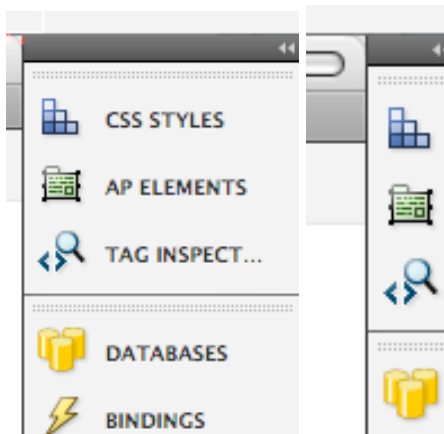 CSS STYLES
AP ELEMENTS
TAG INSPECT...
DATABASES
BINDINGS